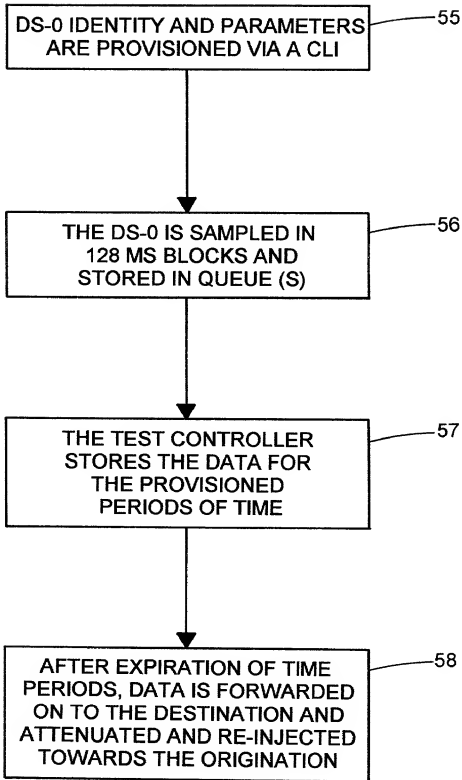 DS-0 IDENTITY AND PARAMETERS
ARE PROVISIONED VIA A CLI
55
THE DS-0 IS SAMPLED IN
128 MS BLOCKS AND
STORED IN QUEUE (S)
56
THE TEST CONTROLLER
STORES THE DATA FOR
THE PROVISIONED
PERIODS OF TIME
57
AFTER EXPIRATION OF TIME
PERIODS, DATA IS FORWARDED
ON TO THE DESTINATION AND
ATTENUATED AND RE-INJECTED
TOWARDS THE ORIGINATION
58